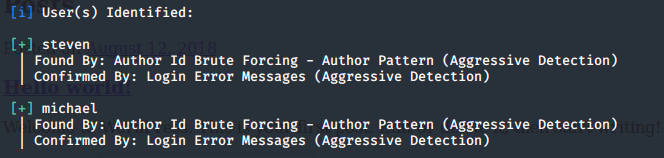 Posts
[i] User(s) Identified:
[+] steven
August 12, 2018
| Found By: Author Id Brute Forcing - Author Pattern (Aggressive Detection)
| Confirmed By: Login Error Messages (Aggressive Detection)
Hello world!
[+] michael
| Found By: Author Id Brute Forcing - Author Pattern (Aggressive Detection)
| Confirmed By: Login Error Messages (Aggressive Detection)